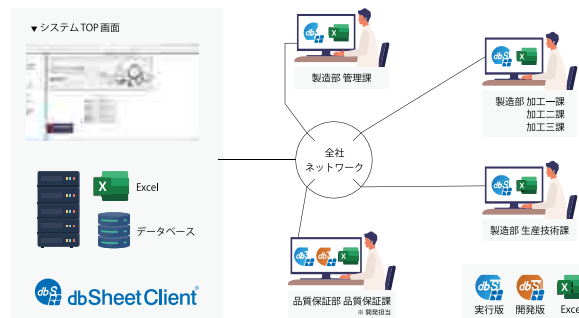 ▼システムTOP画面
Excel
データベース
dbSheetClient®
製造部 管理課
製造部 加工一課
加工二課
加工三課
全社
ネットワーク
製造部 生産技術課
品質保証部 品質保証課
※ 開発担当
実行版
開発版
Excel